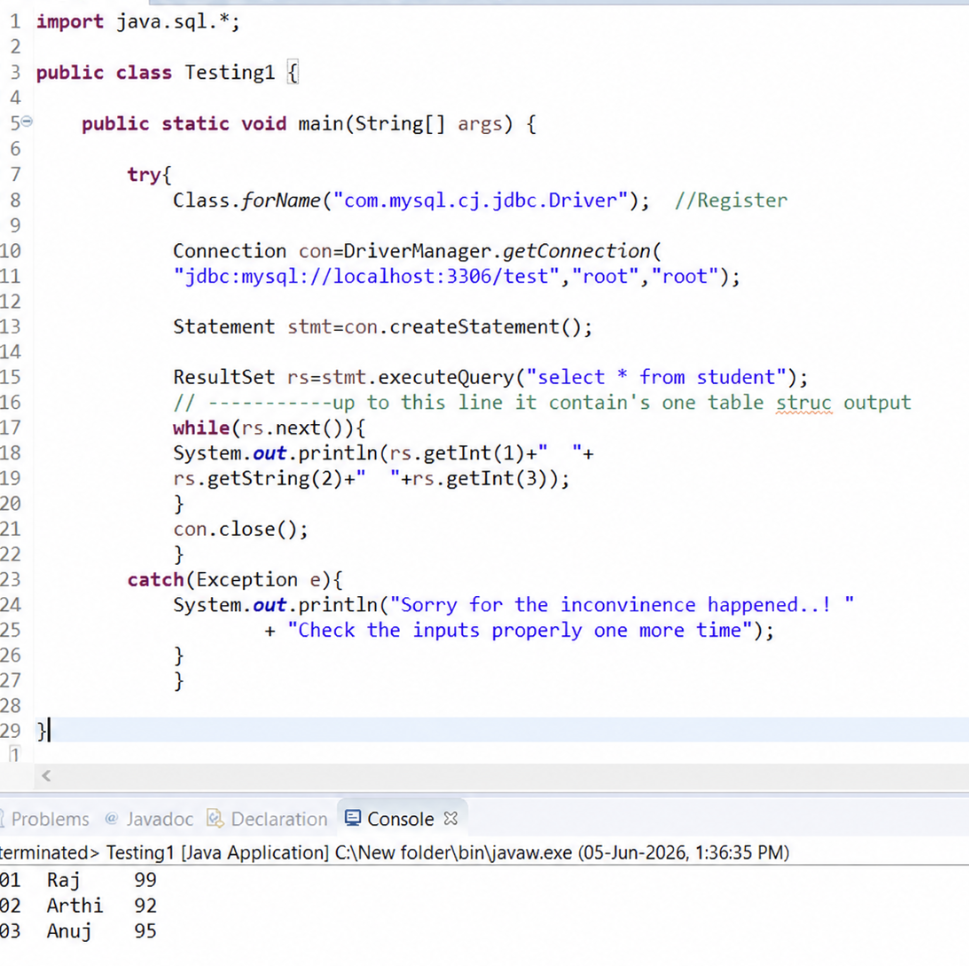 1 import java.sql.*;
2
3 public class Testing1 {
4
5 public static void main(String[] args) {
6
7 try{
8 Class.forName("com.mysql.cj.jdbc.Driver");  //Register
9
10 Connection con=DriverManager.getConnection(
11 "jdbc:mysql://localhost:3306/test","root","root");
12
13 Statement stmt=con.createStatement();
14
15 ResultSet rs=stmt.executeQuery("select * from student");
16 // -----------up to this line it contain's one table struc output
17 while(rs.next()){
18 System.out.println(rs.getInt(1)+"  "+
19 rs.getString(2)+"  "+rs.getInt(3));
20 }
21 con.close();
22 }
23 catch(Exception e){
24 System.out.println("Sorry for the inconvinence happened..! "
25 + "Check the inputs properly one more time");
26 }
27 }
28
29 }
1
Problems @ Javadoc Declaration Console
terminated> Testing1 [Java Application] C:\New folder\bin\javaw.exe (05-Jun-2026, 1:36:35 PM)
01 Raj 99
02 Arthi 92
03 Anuj 95